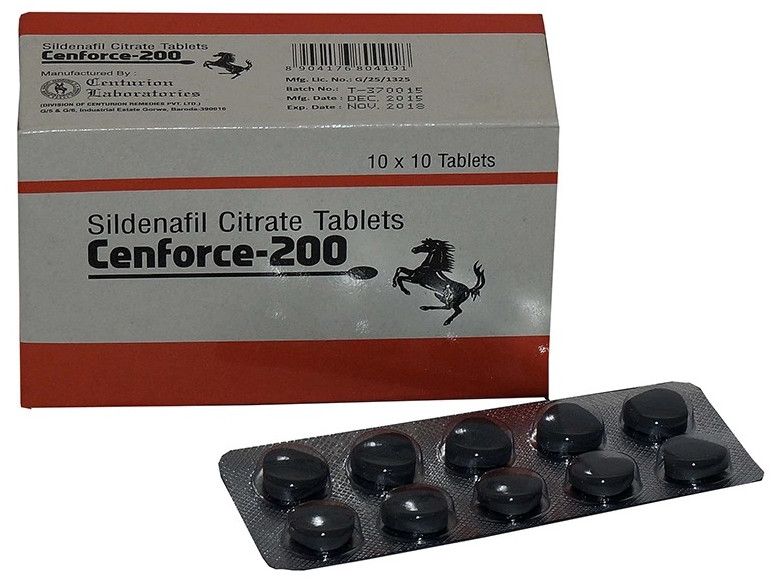 Sildenafil Citrate Tablets
Cenforce-200
Manufactured By :
Centurion
Laboratories
(DIVISION OF CENTURION REMEDIES PVT. LTD.)
G/5 & G/6, Industrial Estate Gorwa, Baroda-390016
8 904176 804191
Mfg. Lic. No.: G/25/1325
Batch No.: T-370015
Mfg. Date : DEC. 2015
Exp. Date : NOV. 2018
10 x 10 Tablets
Sildenafil Citrate Tablets
Cenforce-200